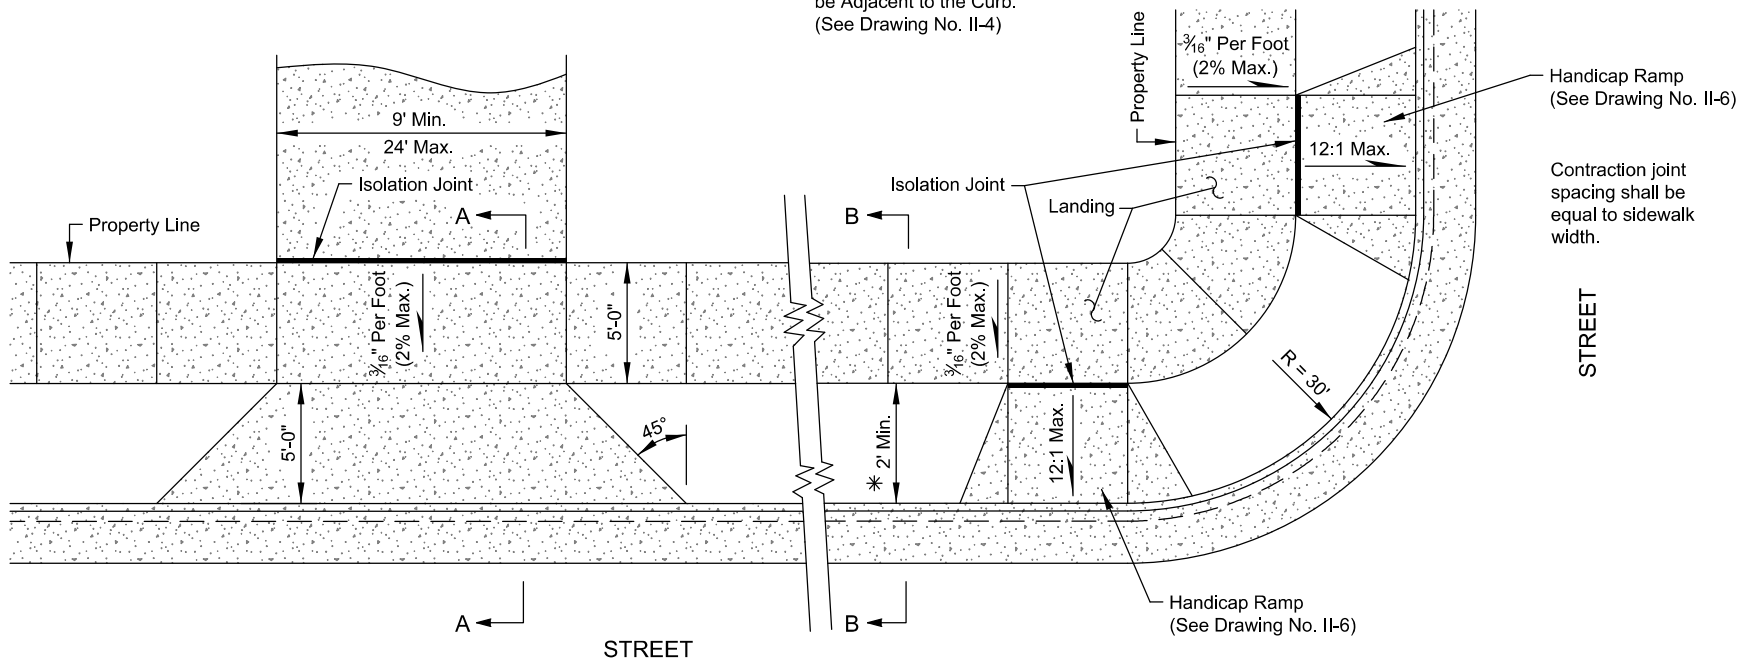 be Adjacent to the Curb.
(See Drawing No. II-4)
Property Line
3/16" Per Foot
(2% Max.)
Handicap Ramp
(See Drawing No. II-6)
9' Min.
24' Max.
12:1 Max.
Contraction joint
spacing shall be
equal to sidewalk
width.
Isolation Joint
Isolation Joint
Landing
A
B
Property Line
3/16" Per Foot
(2% Max.)
5'-0"
3/16" Per Foot
(2% Max.)
STREET
R = 30'
5'-0"
45°
* 2' Min.
12:1 Max.
A
B
Handicap Ramp
(See Drawing No. II-6)
STREET